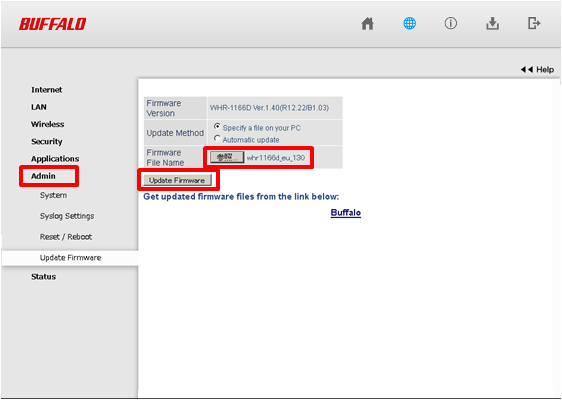 BUFFALO
◀◀ Help
Internet
LAN
Wireless
Security
Applications
Admin
System
Syslog Settings
Reset / Reboot
Update Firmware
Status
Firmware
Version
WHR-1166D Ver.1.40(R12.22/B1.03)
Update Method
Specify a file on your PC
Automatic update
Firmware
File Name
参照 whr1166d_eu_130
Update Firmware
Get updated firmware files from the link below:
Buffalo